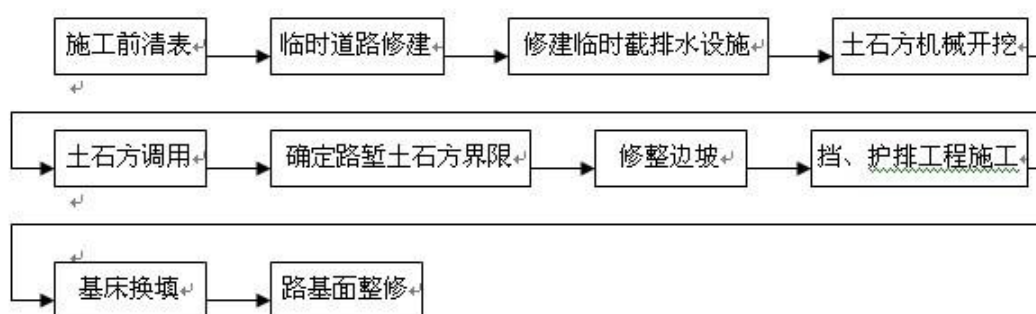 施工前清表
临时道路修建
修建临时截排水设施
土石方机械开挖
土石方调用
确定路堑土石方界限
修整边坡
挡、护排工程施工
基床换填
路基面整修